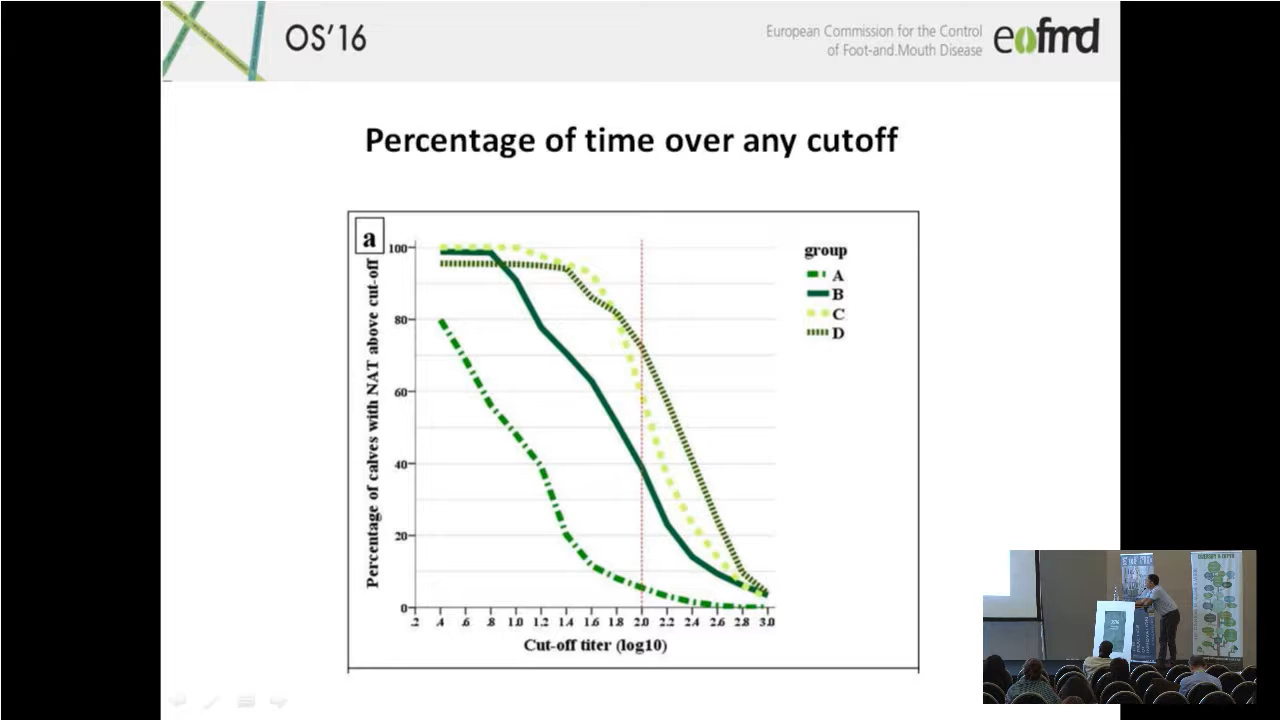 OS'16
European Commission for the Control
of Foot-and.Mouth Disease
eofmd
Percentage of time over any cutoff
a
Percentage of calves with NAT above cut-off
100
80
60
40
20
0
.2 .4 .6 .8 1.0 1.2 1.4 1.6 1.8 2.0 2.2 2.4 2.6 2.8 3.0
Cut-off titer (log10)
group
A
B
C
D